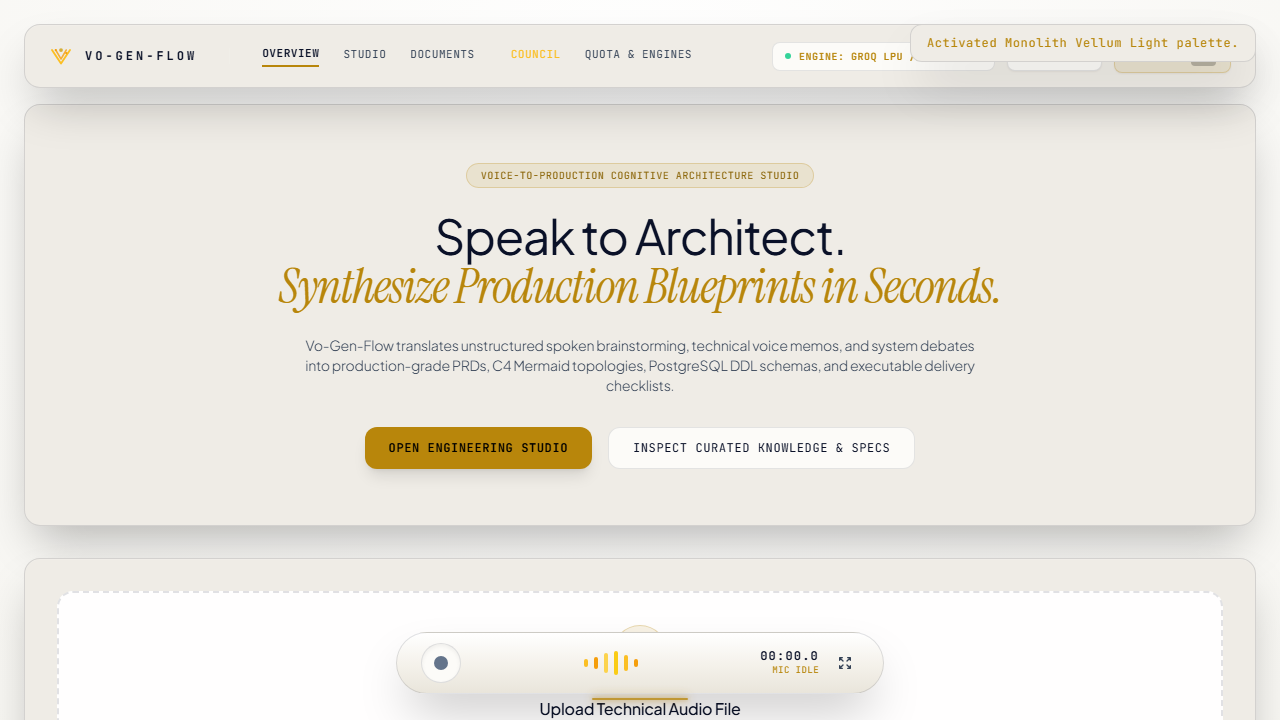 VO-GEN-FLOW
OVERVIEW
STUDIO
DOCUMENTS
COUNCIL
QUOTA & ENGINES
ENGINE: GROQ LPU
Activated Monolith Vellum Light palette.
VOICE-TO-PRODUCTION COGNITIVE ARCHITECTURE STUDIO
Speak to Architect.
Synthesize Production Blueprints in Seconds.
Vo-Gen-Flow translates unstructured spoken brainstorming, technical voice memos, and system debates
into production-grade PRDs, C4 Mermaid topologies, PostgreSQL DDL schemas, and executable delivery
checklists.
OPEN ENGINEERING STUDIO
INSPECT CURATED KNOWLEDGE & SPECS
00:00.0
MIC IDLE
Upload Technical Audio File